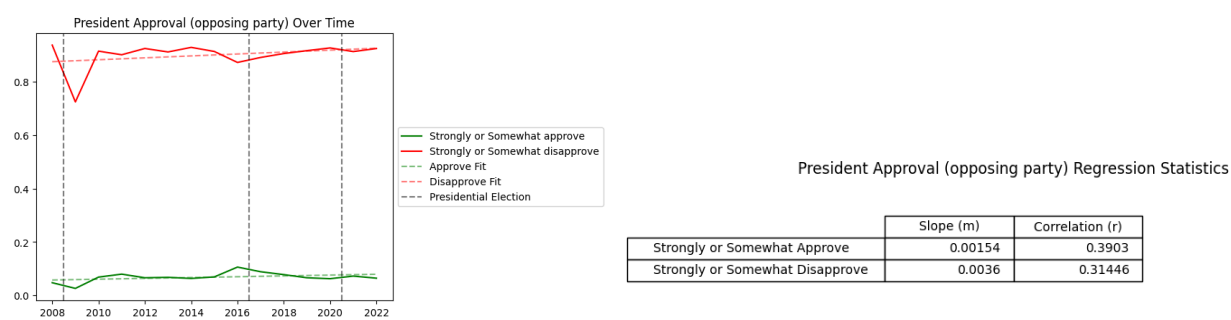 President Approval (opposing party) Over Time
0.8
0.6
0.4
0.2
0.0
2008 2010 2012 2014 2016 2018 2020 2022
Strongly or Somewhat approve
Strongly or Somewhat disapprove
Approve Fit
Disapprove Fit
Presidential Election
President Approval (opposing party) Regression Statistics
Slope (m) Correlation (r)
Strongly or Somewhat Approve 0.00154 0.3903
Strongly or Somewhat Disapprove 0.0036 0.31446